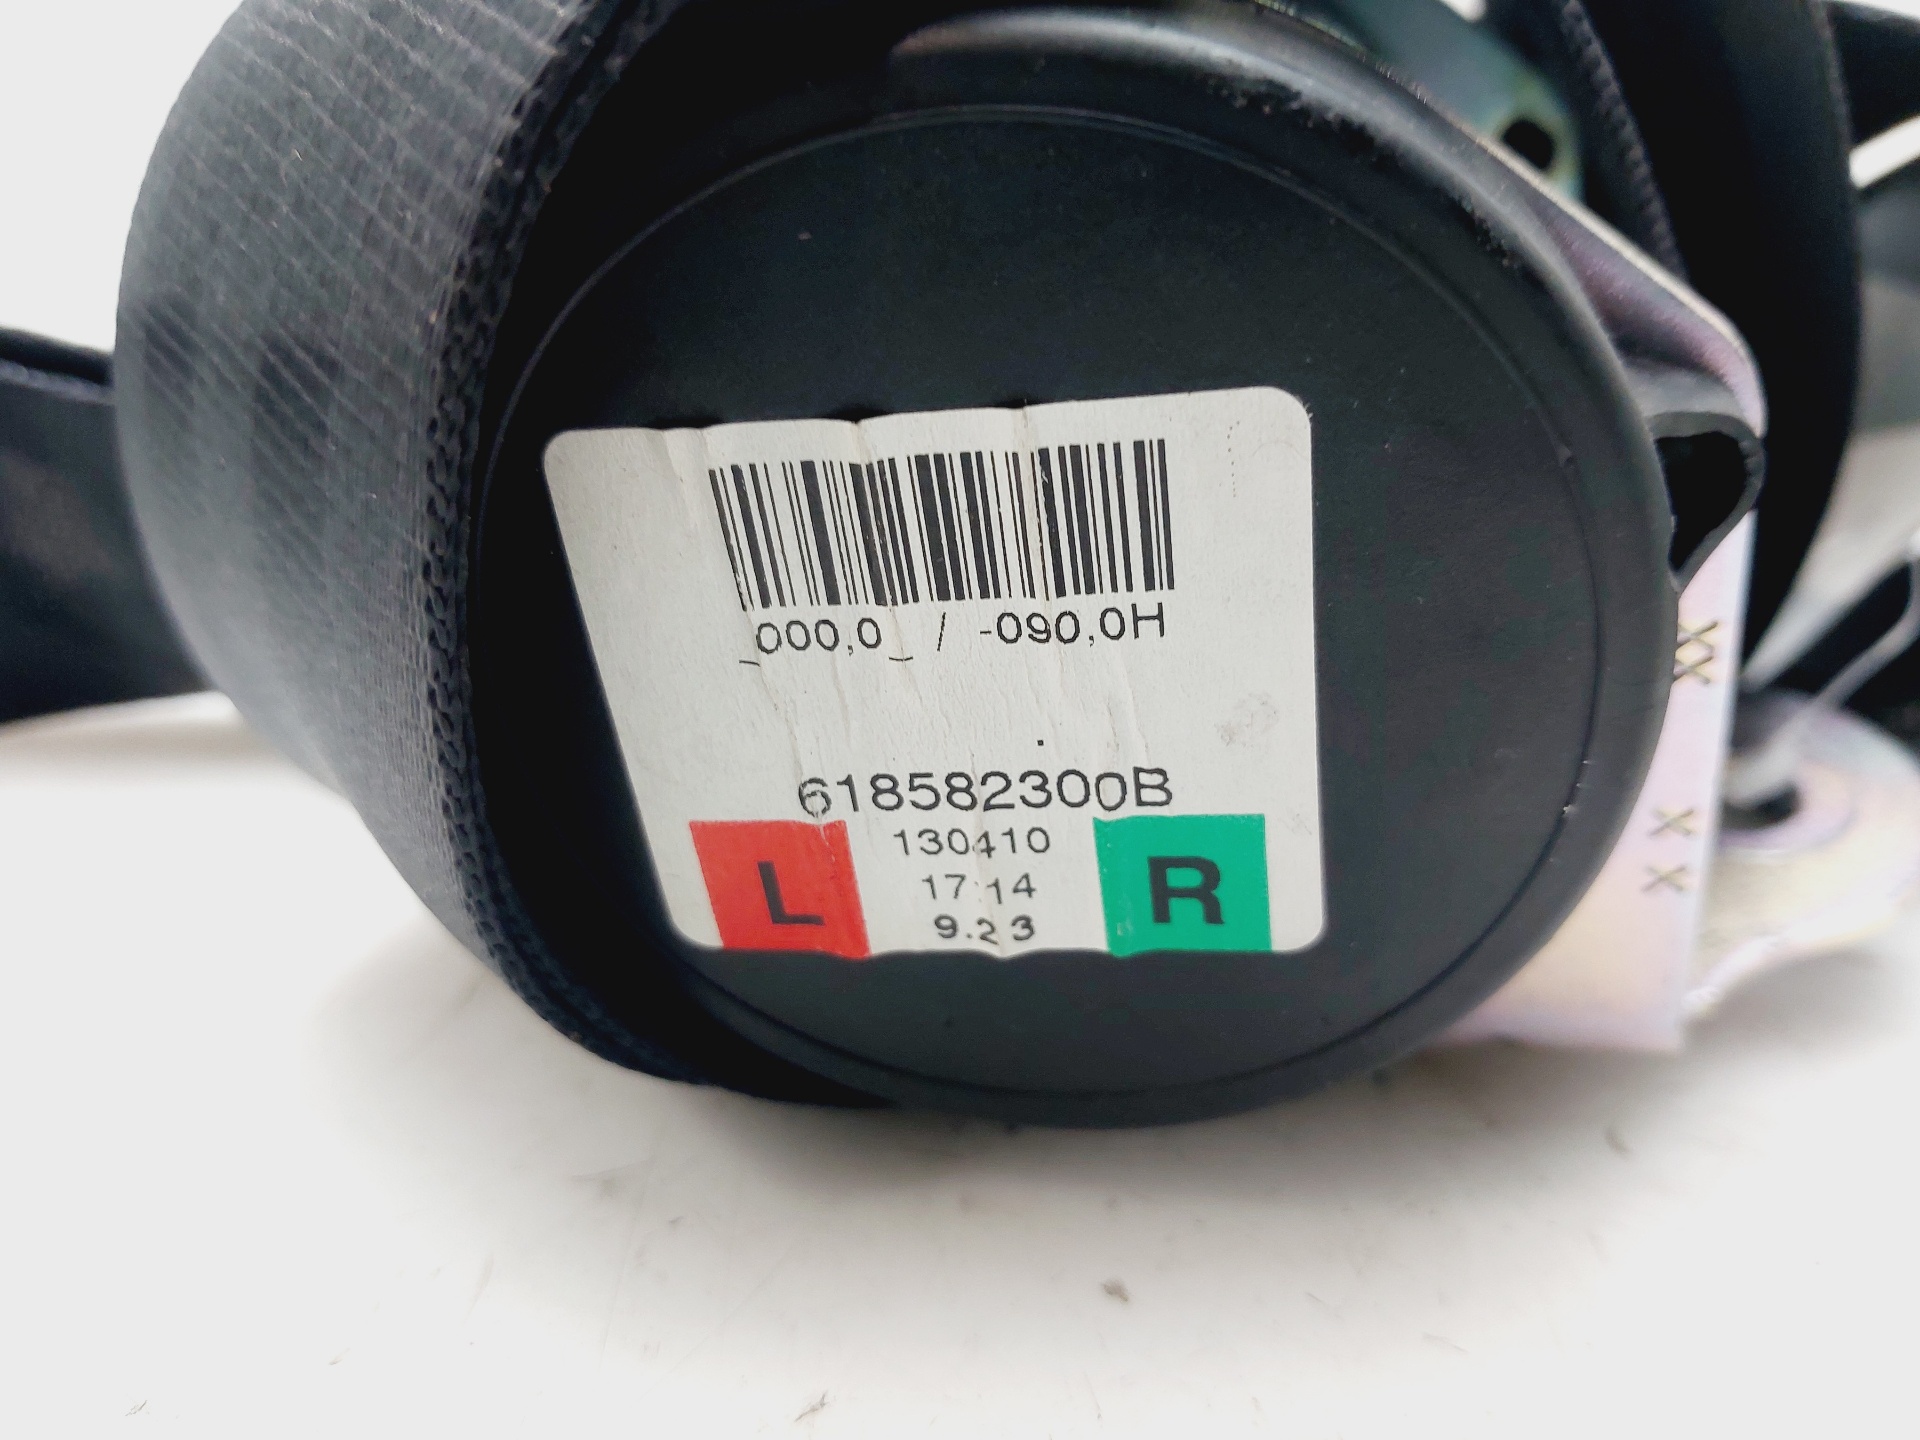 _000,0_ / -090,0H
618582300B
130410
17:14
9.23
L
R